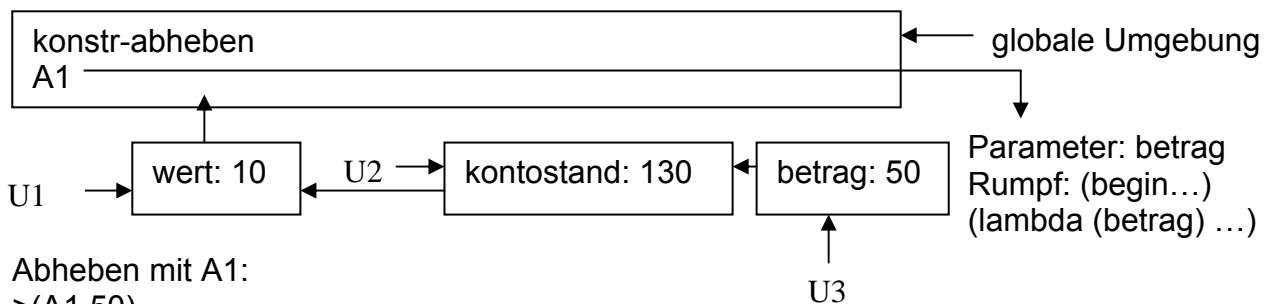 konstr-abheben
globale Umgebung
A1
Parameter: betrag
Rumpf: (begin…)
(lambda (betrag) …)
U1
wert: 10
U2
kontostand: 130
betrag: 50
U3
Abheben mit A1:
>(A1 50)